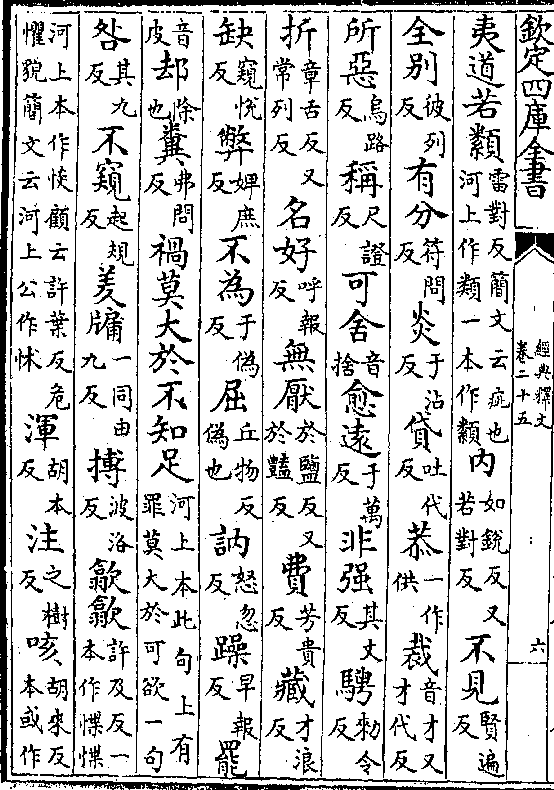 欽定四庫全書
經典釋文
卷二十五
六
夷道若纇雷對反簡文云疵也河上作類一本作纇内如銳反又若對反不見賢遍反
全別彼列反有分符問反炎于沾反貸吐代反恭一作供裁音才又才代反
所惡烏路反稱尺證反可舍音捨愈逺于萬反非强其丈反騁勑令反
折章舌反又常列反名好呼報反無厭於鹽反又於豔反費芳貴反藏才浪反
缺窺恱反弊婢庶反不為于偽反屈丘物反偽也訥怒忽反躁早報反罷
音皮郄除也糞弗問反禍莫大於不知足河上本此句上有罪莫大於可欲一句
咎其九反不窺起規反羑牖一同由九反摶波洛反歙歙許及反一本作惵惵
河上本作怏顧云許葉反危懼貌簡文云河上公作怵渾胡本反注之樹反咳胡來反本或作